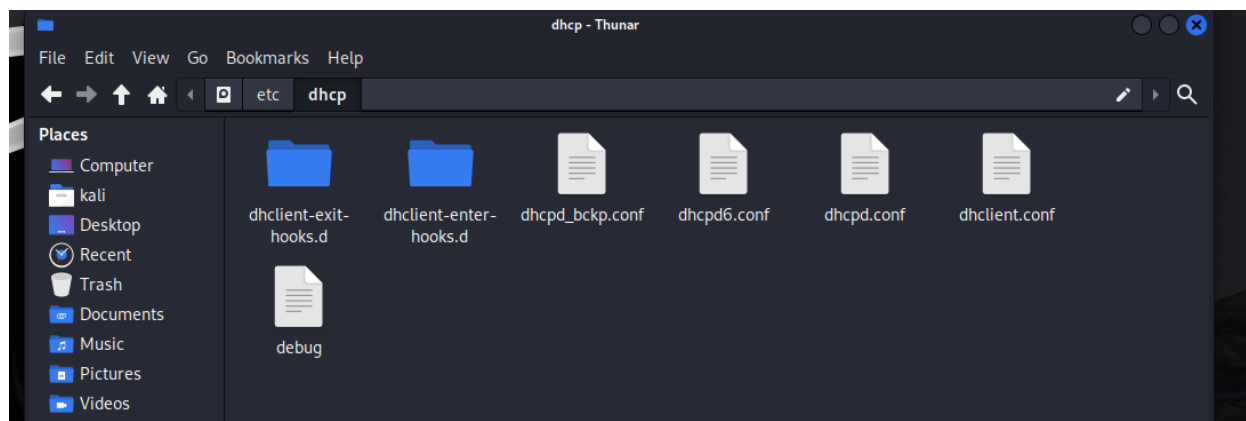 dhcp - Thunar
File Edit View Go Bookmarks Help
etc dhcp
Places
Computer
kali
Desktop
Recent
Trash
Documents
Music
Pictures
Videos
dhclient-exit-
hooks.d
dhclient-enter-
hooks.d
dhcpd_bckp.conf
dhcpd6.conf
dhcpd.conf
dhclient.conf
debug